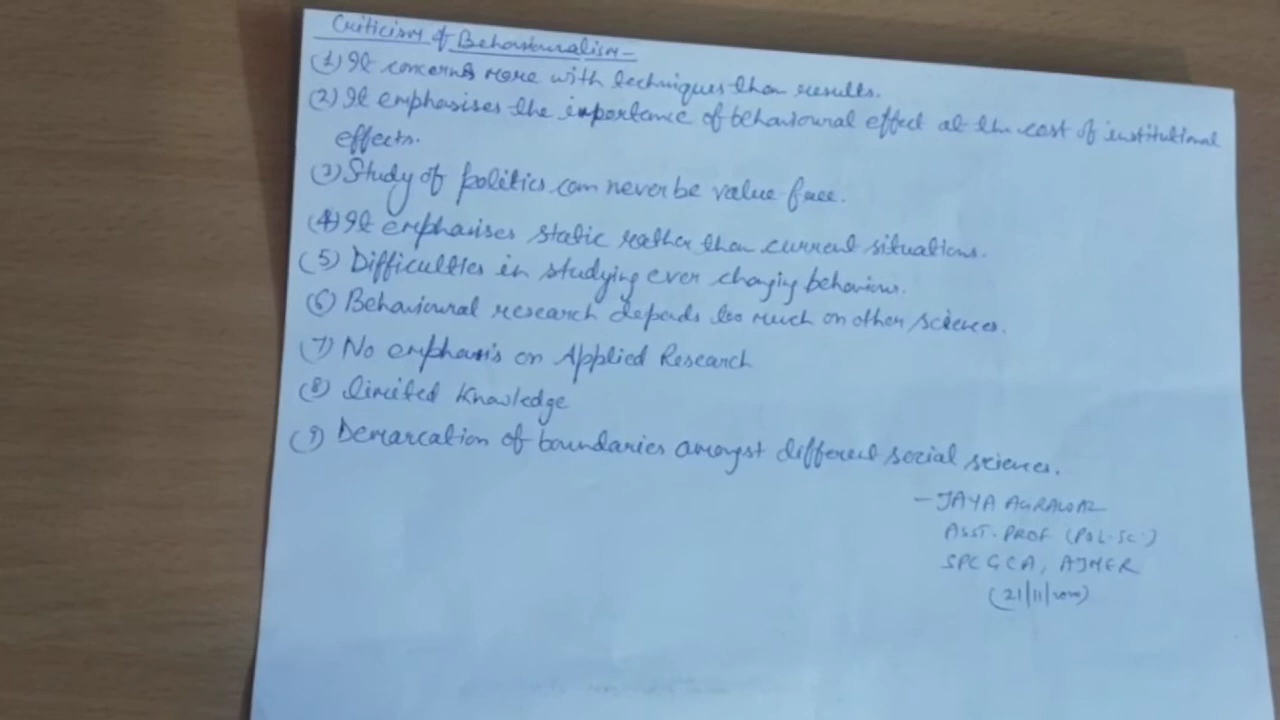 Criticism of Behaviouralism -
(1) It concerns more with techniques than results.
(2) It emphasises the importance of behavioural effect at the cost of institutional
effects.
(3) Study of politics can never be value free.
(4) It emphasises static rather than current situations.
(5) Difficulties in studying ever changing behaviour.
(6) Behavioural research depends too much on other sciences.
(7) No emphasis on Applied Research
(8) limited Knowledge
(9) Demarcation of boundaries amongst different social sciences.
- JAYA AGRAWAL
ASST. PROF (POL. SC.)
SPCGCA, AJMER
(21/11/2020)